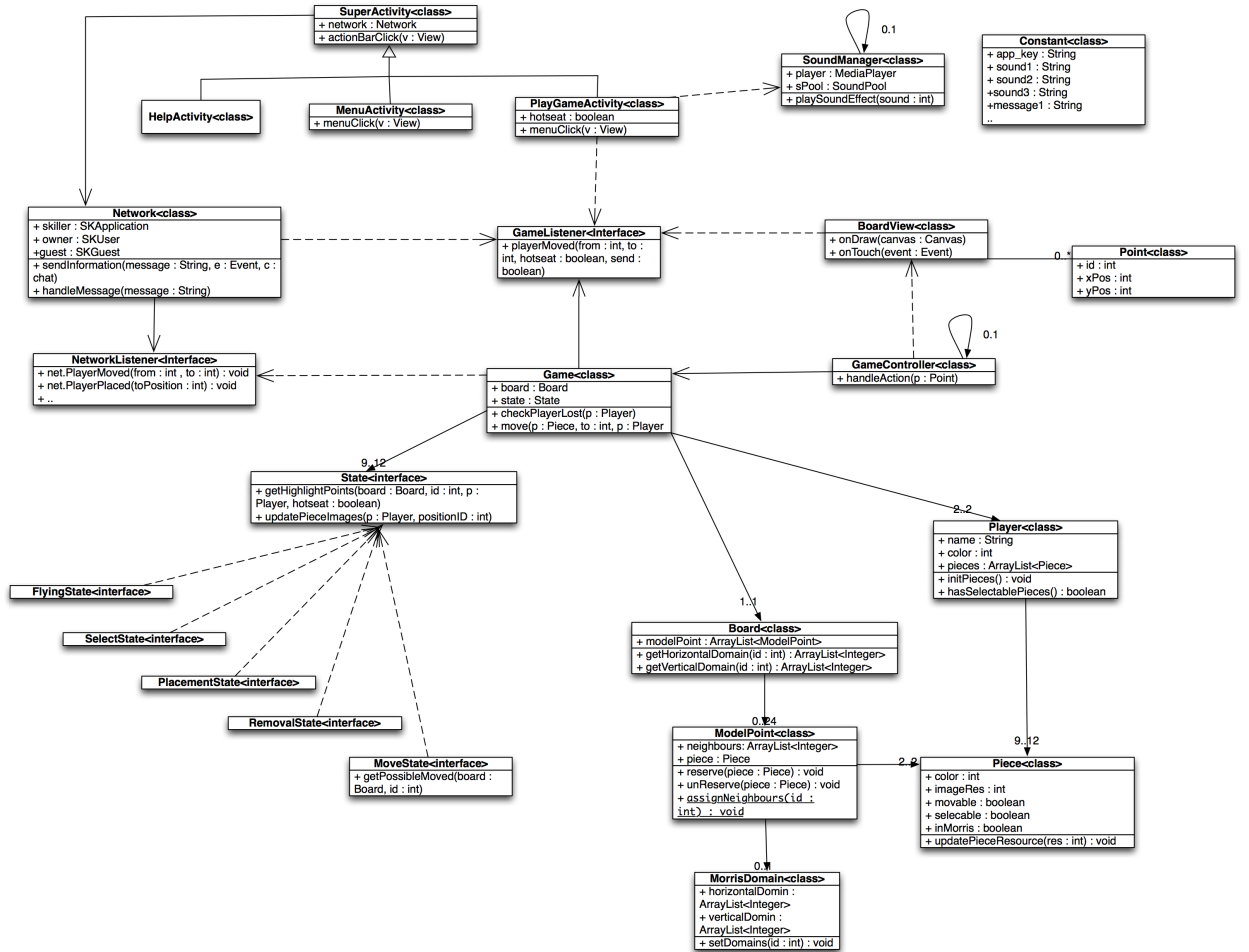 SuperActivity<class>
+ network : Network
+ actionBarClick(v : View)
0.1
SoundManager<class>
+ player : MediaPlayer
+ sPool : SoundPool
+ playSoundEffect(sound : int)
Constant<class>
+ app_key : String
+ sound1 : String
+ sound2 : String
+sound3 : String
+message1 : String
..
HelpActivity<class>
MenuActivity<class>
+ menuClick(v : View)
PlayGameActivity<class>
+ hotseat : boolean
+ menuClick(v : View)
Network<class>
+ skiller : SKApplication
+ owner : SKUser
+guest : SKGuest
+ sendInformation(message : String, e : Event, c :
chat)
+ handleMessage(message : String)
GameListener<Interface>
+ playerMoved(from : int, to :
int, hotseat : boolean, send :
boolean)
BoardView<class>
+ onDraw(canvas : Canvas)
+ onTouch(event : Event)
0..*
Point<class>
+ id : int
+ xPos : int
+ yPos : int
NetworkListener<Interface>
+ net.PlayerMoved(from : int , to : int) : void
+ net.PlayerPlaced(toPosition : int) : void
+ ..
0.1
GameController<class>
+ handleAction(p : Point)
Game<class>
+ board : Board
+ state : State
+ checkPlayerLost(p : Player)
+ move(p : Piece, to : int, p : Player
9..12
State<interface>
+ getHighlightPoints(board : Board, id : int, p :
Player, hotseat : boolean)
+ updatePieceImages(p : Player, positionID : int)
2..2
Player<class>
+ name : String
+ color : int
+ pieces : ArrayList<Piece>
+ initPieces() : void
+ hasSelectablePieces() : boolean
FlyingState<interface>
SelectState<interface>
PlacementState<interface>
RemovalState<interface>
MoveState<interface>
+ getPossibleMoved(board :
Board, id : int)
1..1
Board<class>
+ modelPoint : ArrayList<ModelPoint>
+ getHorizontalDomain(id : int) : ArrayList<Integer>
+ getVerticalDomain(id : int) : ArrayList<Integer>
0..24
ModelPoint<class>
+ neighbours: ArrayList<Integer>
+ piece : Piece
+ reserve(piece : Piece) : void
+ unReserve(piece : Piece) : void
+ assignNeighbours(id :
int) : void
2..2
9..12
Piece<class>
+ color : int
+ imageRes : int
+ movable : boolean
+ selecable : boolean
+ inMorris : boolean
+ updatePieceResource(res : int) : void
0..1
MorrisDomain<class>
+ horizontalDomin :
ArrayList<Integer>
+ verticalDomin :
ArrayList<Integer>
+ setDomains(id : int) : void